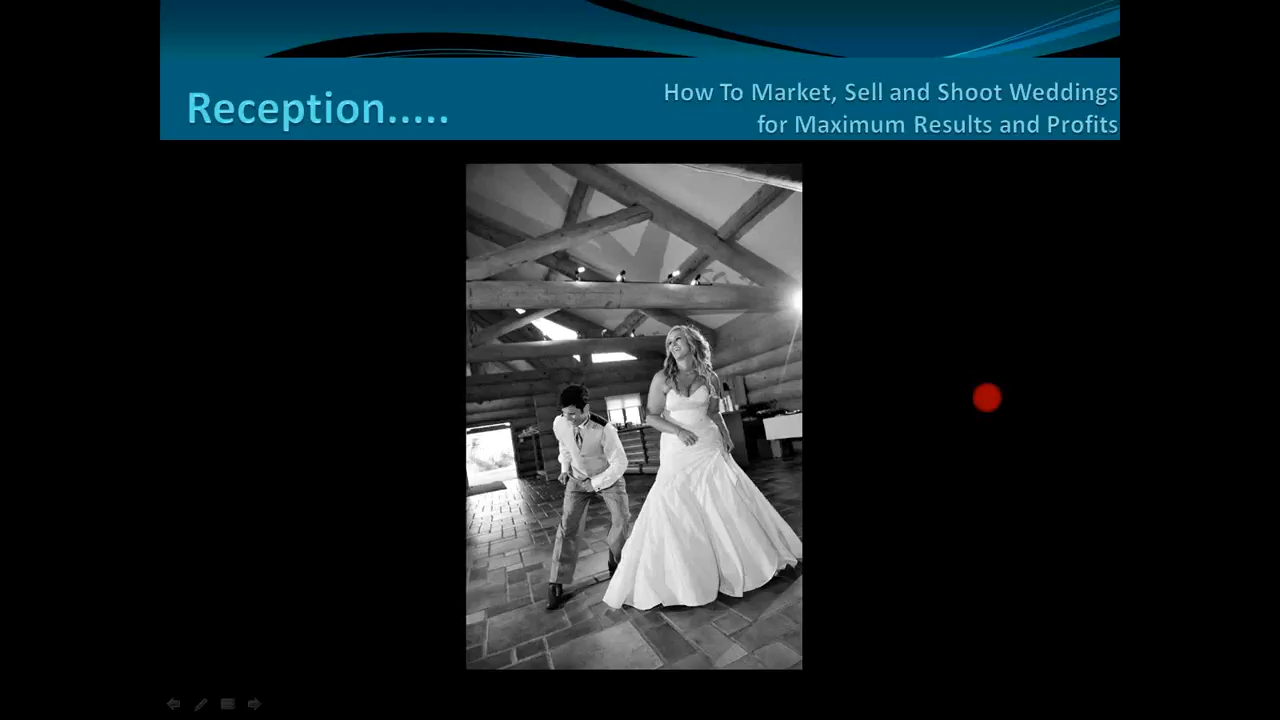 Reception.....
How To Market, Sell and Shoot Weddings
for Maximum Results and Profits